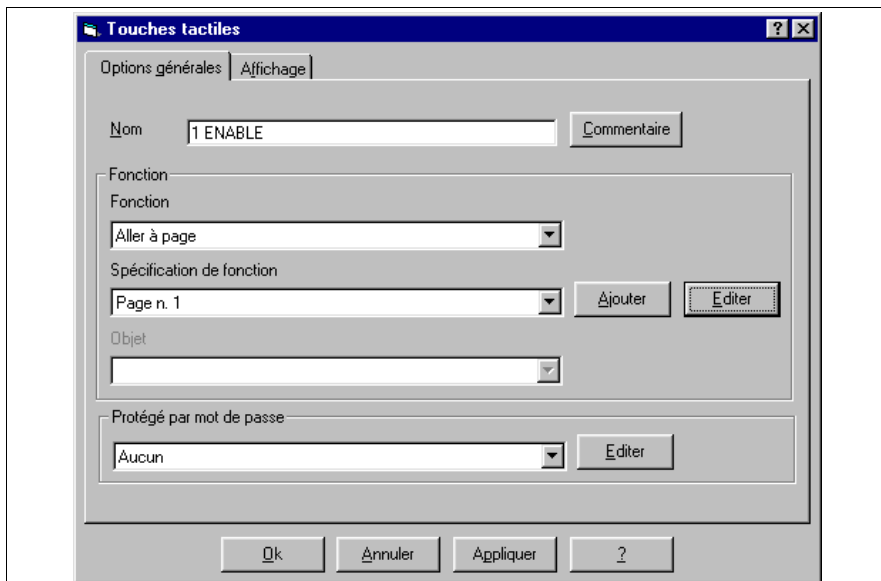 Touches tactiles
Options générales Affichage
Nom 1 ENABLE Commentaire
Fonction
Fonction
Aller à page
Spécification de fonction
Page n. 1 Ajouter Editer
Objet
Protégé par mot de passe
Aucun Editer
Ok Annuler Appliquer ?